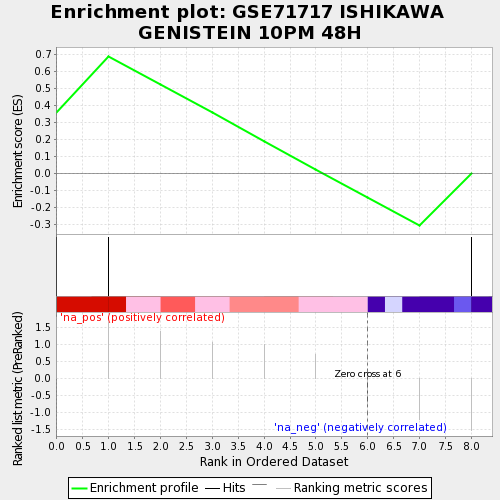 Enrichment plot: GSE71717 ISHIKAWA
GENISTEIN 10PM 48H
Enrichment score (ES)
0.7
0.6
0.5
0.4
0.3
0.2
0.1
0.0
-0.1
-0.2
-0.3
Ranked list metric (PreRanked)
'na_pos' (positively correlated)
1.5
1.0
0.5
0.0
-0.5
-1.0
-1.5
Zero cross at 6
'na_neg' (negatively correlated)
0.0 0.5 1.0 1.5 2.0 2.5 3.0 3.5 4.0 4.5 5.0 5.5 6.0 6.5 7.0 7.5 8.0
Rank in Ordered Dataset
Enrichment profile Hits Ranking metric scores